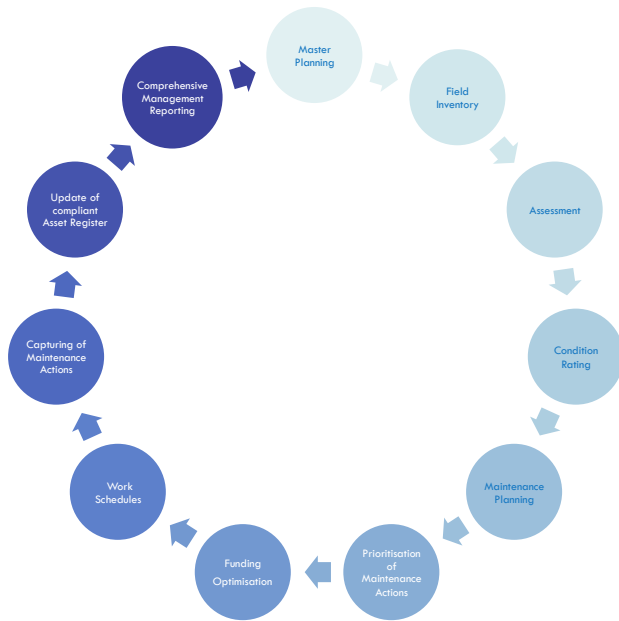 Master
Planning
Field
Inventory
Assessment
Condition
Rating
Maintenance
Planning
Prioritisation of
Maintenance
Actions
Funding
Optimisation
Work
Schedules
Capturing of
Maintenance
Actions
Update of
compliant
Asset Register
Comprehensive
Management
Reporting